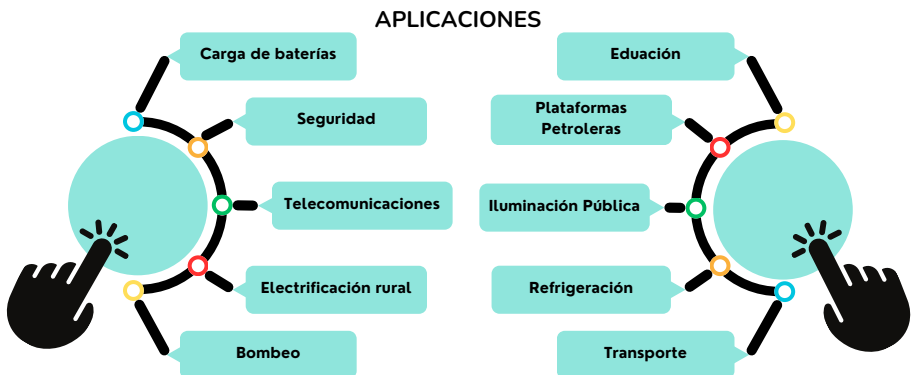 APLICACIONES
Carga de baterías
Seguridad
Telecomunicaciones
Electrificación rural
Bombeo
Eduación
Plataformas
Petroleras
Iluminación Pública
Refrigeración
Transporte